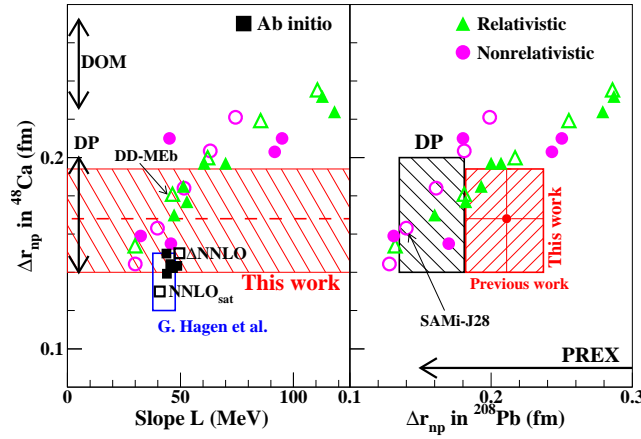 Ab initio
Relativistic
Nonrelativistic
DOM
DP
DD-MEb
ΔNNLO
This work
NNLO_sat
G. Hagen et al.
DP
This work
Previous work
SAMi-J28
PREX
0.2
0.1
Δr_np in ^48Ca (fm)
0 50 100
0.1 0.2 0.3
Slope L (MeV)
Δr_np in ^208Pb (fm)